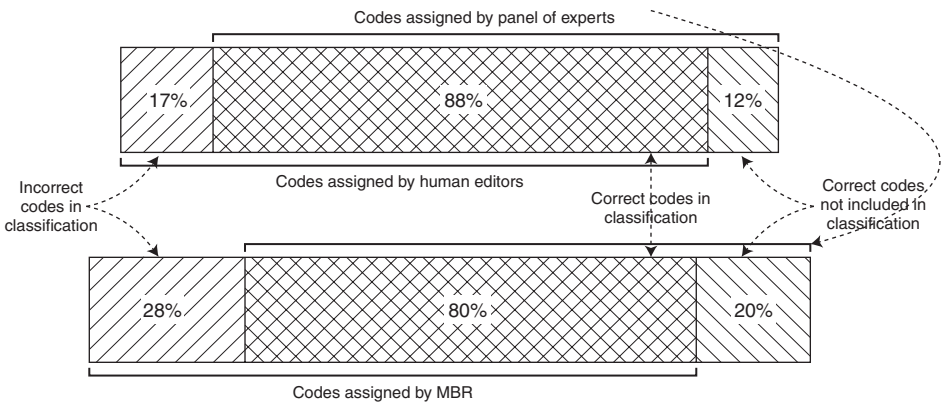 Codes assigned by panel of experts
17%
88%
12%
Codes assigned by human editors
Incorrect
codes in
classification
Correct codes in
classification
Correct codes
not included in
classification
28%
80%
20%
Codes assigned by MBR